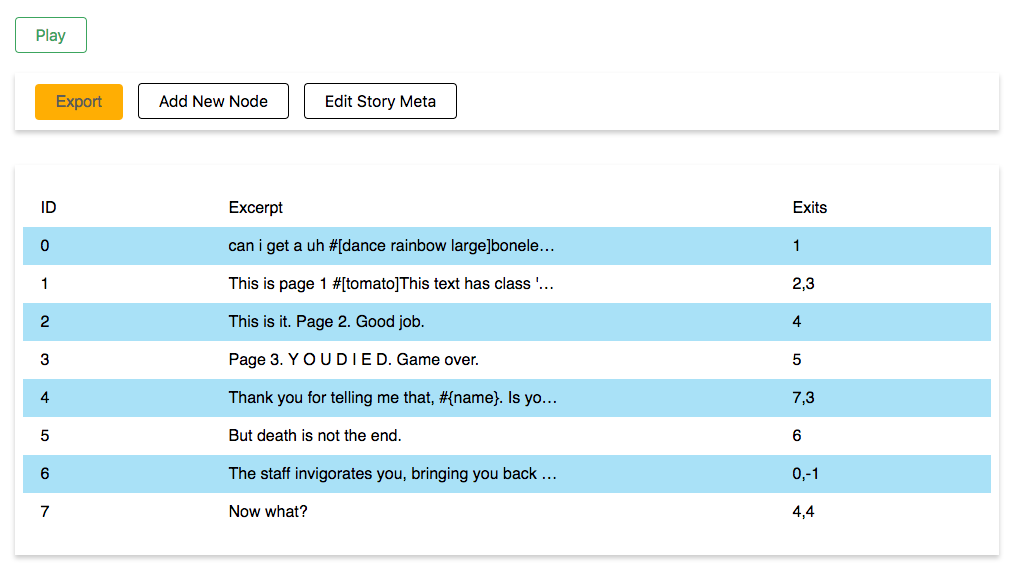 Play
Export Add New Node Edit Story Meta
ID Excerpt Exits
0 can i get a uh #[dance rainbow large]bonele… 1
1 This is page 1 #[tomato]This text has class '… 2,3
2 This is it. Page 2. Good job. 4
3 Page 3. Y O U D I E D. Game over. 5
4 Thank you for telling me that, #{name}. Is yo… 7,3
5 But death is not the end. 6
6 The staff invigorates you, bringing you back … 0,-1
7 Now what? 4,4